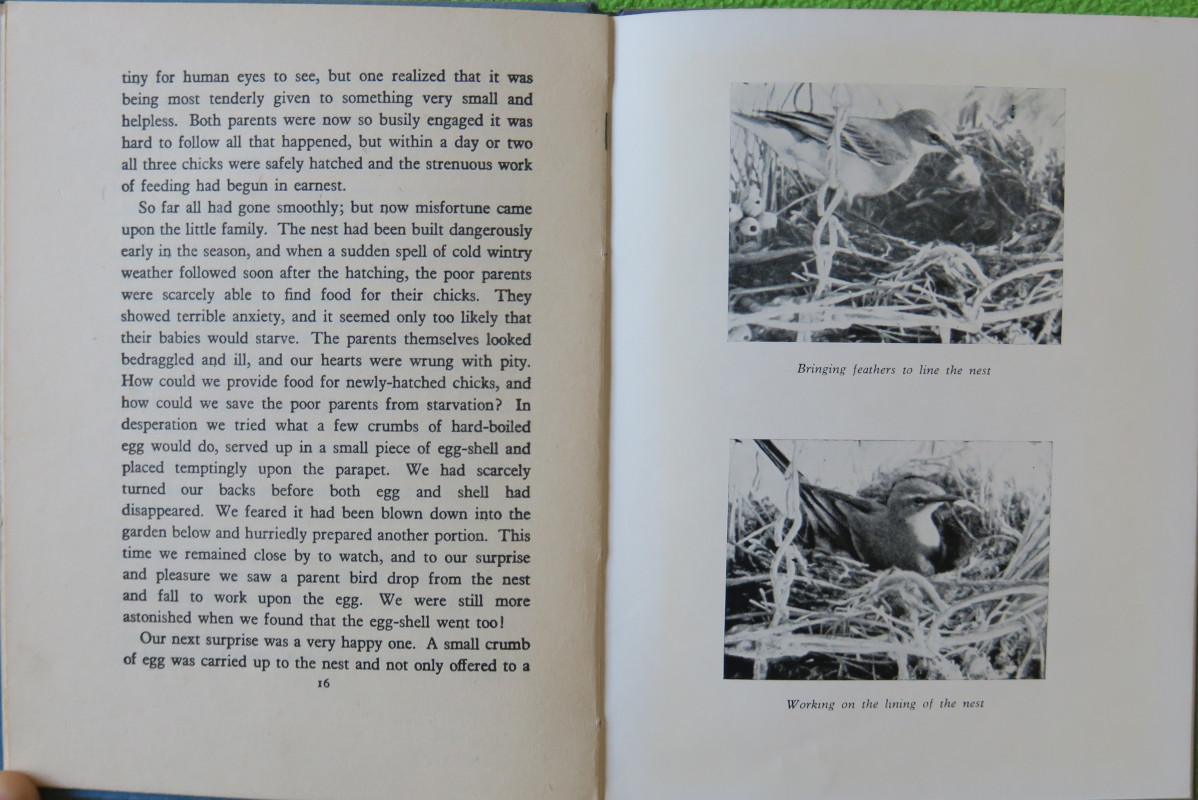 tiny for human eyes to see, but one realized that it was
being most tenderly given to something very small and
helpless. Both parents were now so busily engaged it was
hard to follow all that happened, but within a day or two
all three chicks were safely hatched and the strenuous work
of feeding had begun in earnest.
So far all had gone smoothly; but now misfortune came
upon the little family. The nest had been built dangerously
early in the season, and when a sudden spell of cold wintry
weather followed soon after the hatching, the poor parents
were scarcely able to find food for their chicks. They
showed terrible anxiety, and it seemed only too likely that
their babies would starve. The parents themselves looked
bedraggled and ill, and our hearts were wrung with pity.
How could we provide food for newly-hatched chicks, and
how could we save the poor parents from starvation? In
desperation we tried what a few crumbs of hard-boiled
egg would do, served up in a small piece of egg-shell and
placed temptingly upon the parapet. We had scarcely
turned our backs before both egg and shell had
disappeared. We feared it had been blown down into the
garden below and hurriedly prepared another portion. This
time we remained close by to watch, and to our surprise
and pleasure we saw a parent bird drop from the nest
and fall to work upon the egg. We were still more
astonished when we found that the egg-shell went too!
Our next surprise was a very happy one. A small crumb
of egg was carried up to the nest and not only offered to a
16
Bringing feathers to line the nest
Working on the lining of the nest